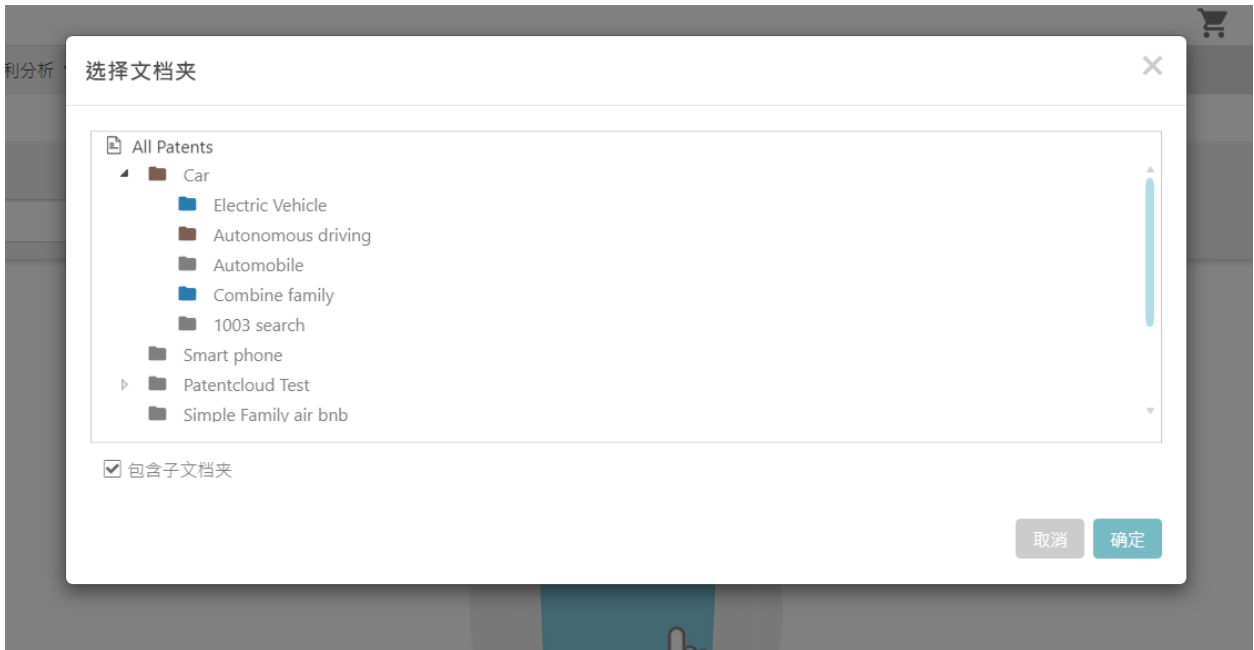 利分析
选择文档夹
All Patents
Car
Electric Vehicle
Autonomous driving
Automobile
Combine family
1003 search
Smart phone
Patentcloud Test
Simple Family air bnb
包含子文档夹
取消 确定